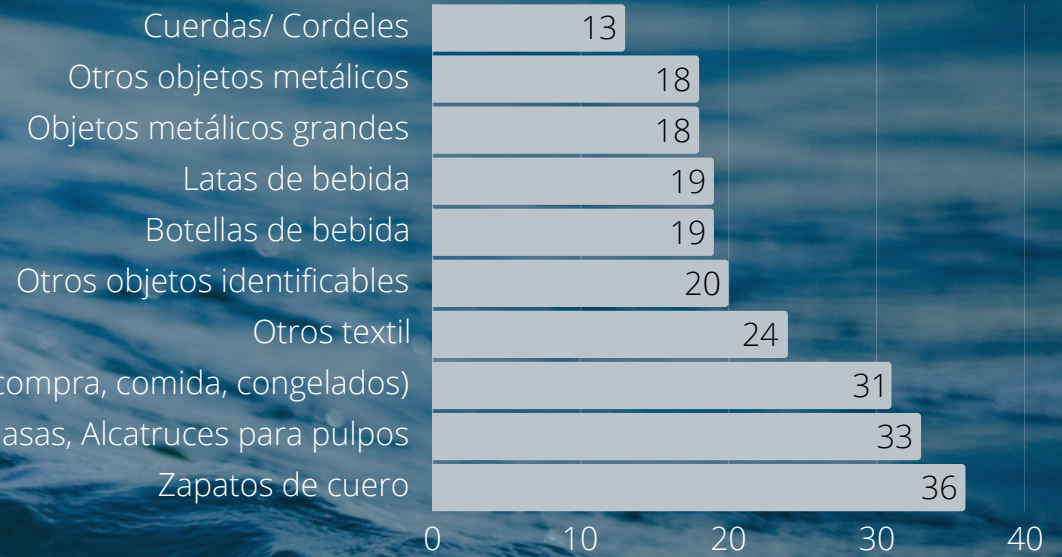 Cuerdas/ Cordeles 13
Otros objetos metálicos 18
Objetos metálicos grandes 18
Latas de bebida 19
Botellas de bebida 19
Otros objetos identificables 20
Otros textil 24
compra, comida, congelados) 31
asas, Alcatruces para pulpos 33
Zapatos de cuero 36
0 10 20 30 40